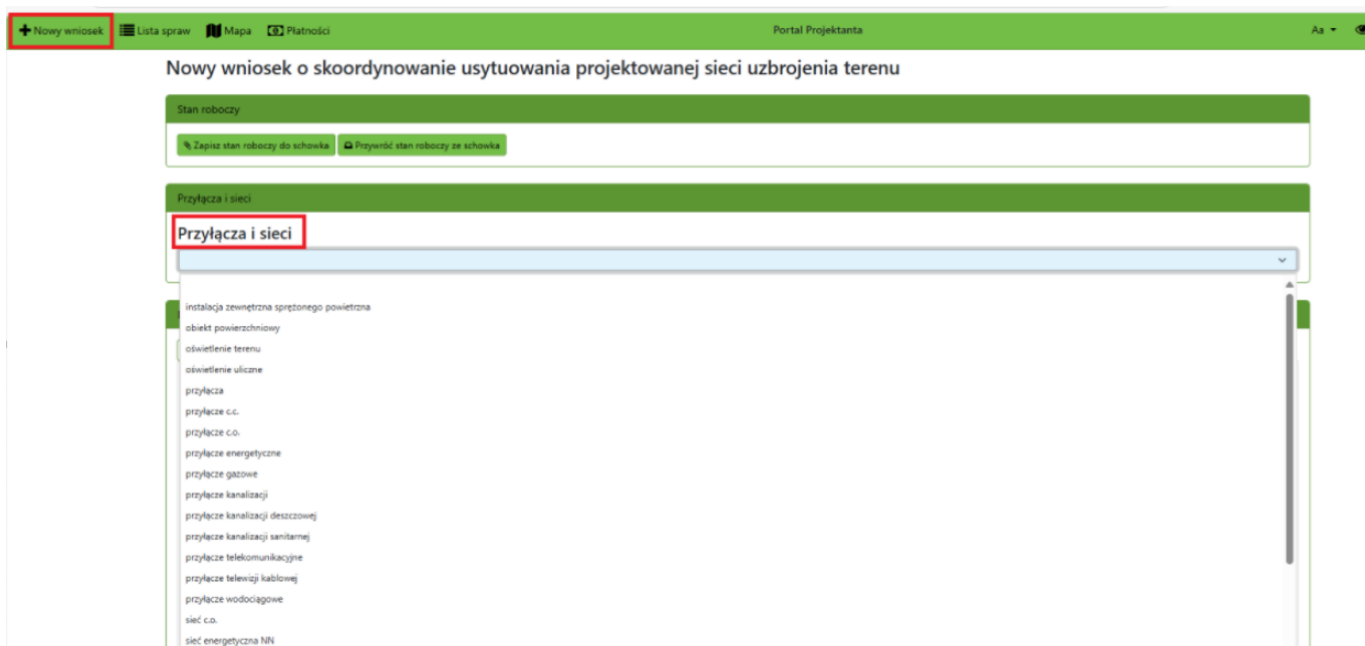 Nowy wniosek Lista spraw Mapa Płatności Portal Projektanta Aa
Nowy wniosek o skoordynowanie usytuowania projektowanej sieci uzbrojenia terenu
Stan roboczy
Zapisz stan roboczy do schowka Przywróć stan roboczy ze schowka
Przyłącza i sieci
Przyłącza i sieci
instalacja zewnętrzna sprężonego powietrzna
obiekt powierzchniowy
oświetlenie terenu
oświetlenie uliczne
przyłącza
przyłącze c.c.
przyłącze c.o.
przyłącze energetyczne
przyłącze gazowe
przyłącze kanalizacji
przyłącze kanalizacji deszczowej
przyłącze kanalizacji sanitarnej
przyłącze telekomunikacyjne
przyłącze telewizji kablowej
przyłącze wodociągowe
sieć c.o.
sieć energetyczna NN